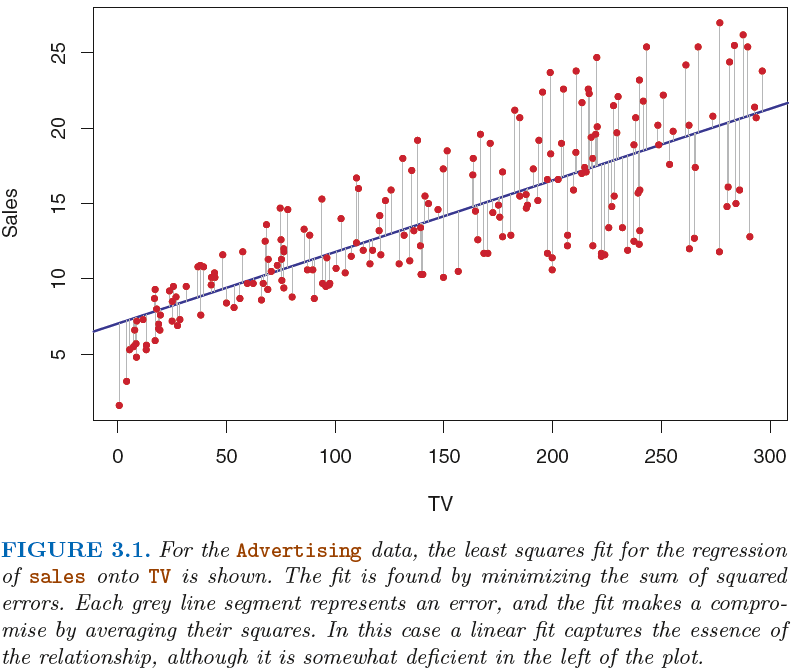 25
20
15
10
5
Sales
0 50 100 150 200 250 300
TV
FIGURE 3.1. For the Advertising data, the least squares fit for the regression
of sales onto TV is shown. The fit is found by minimizing the sum of squared
errors. Each grey line segment represents an error, and the fit makes a compro-
mise by averaging their squares. In this case a linear fit captures the essence of
the relationship, although it is somewhat deficient in the left of the plot.